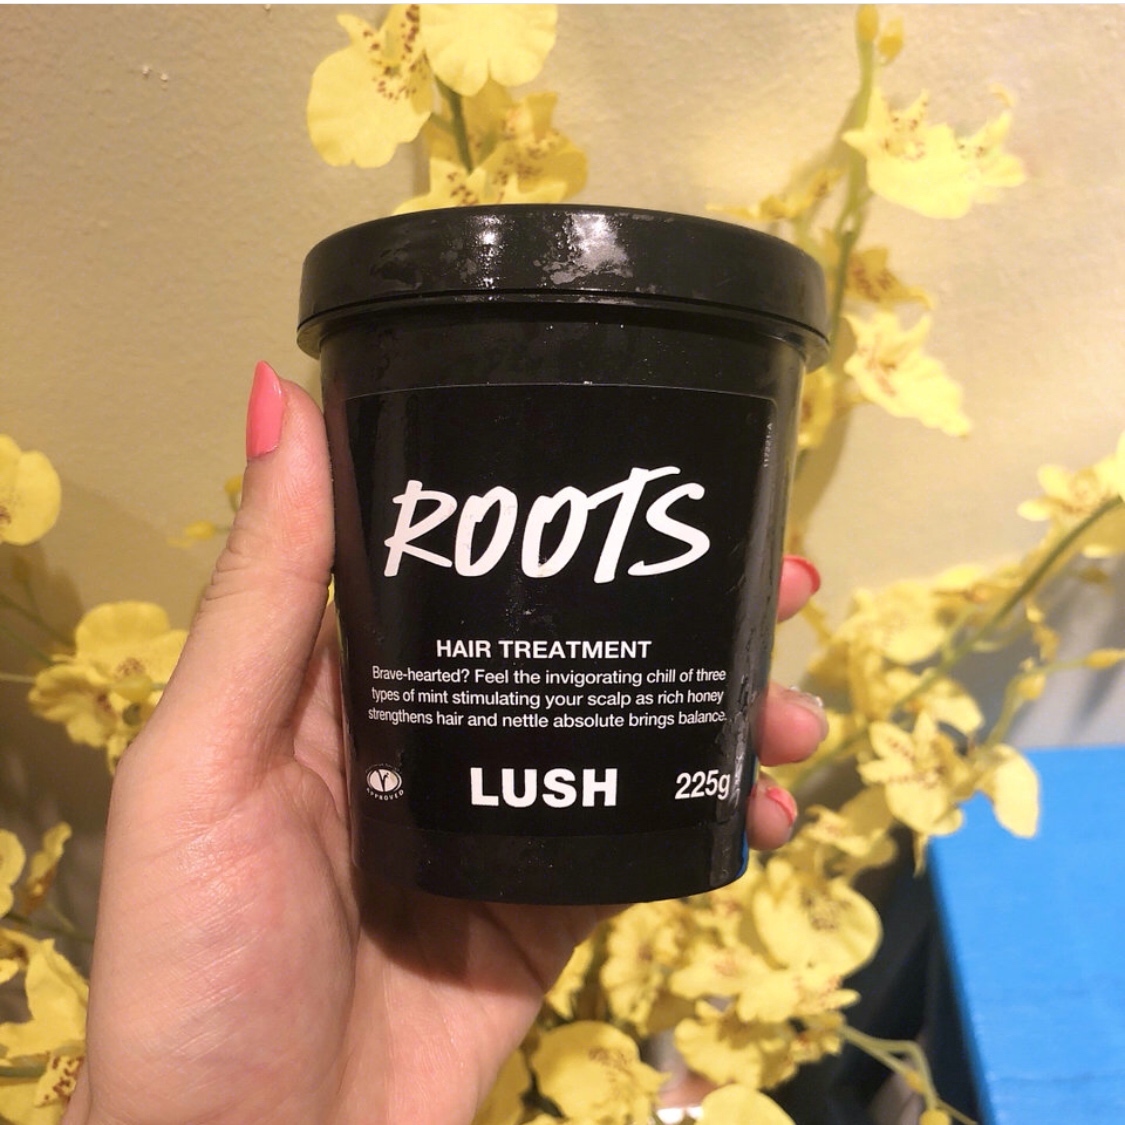 ROOTS
HAIR TREATMENT
Brave-hearted? Feel the invigorating chill of three
types of mint stimulating your scalp as rich honey
strengthens hair and nettle absolute brings balance.
APPROVED
LUSH
225g